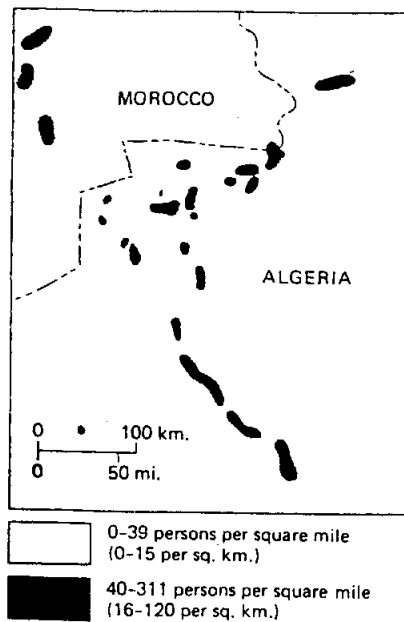 MOROCCO
ALGERIA
0 100 km.
0 50 mi.
0-39 persons per square mile
(0-15 per sq. km.)
40-311 persons per square mile
(16-120 per sq. km.)